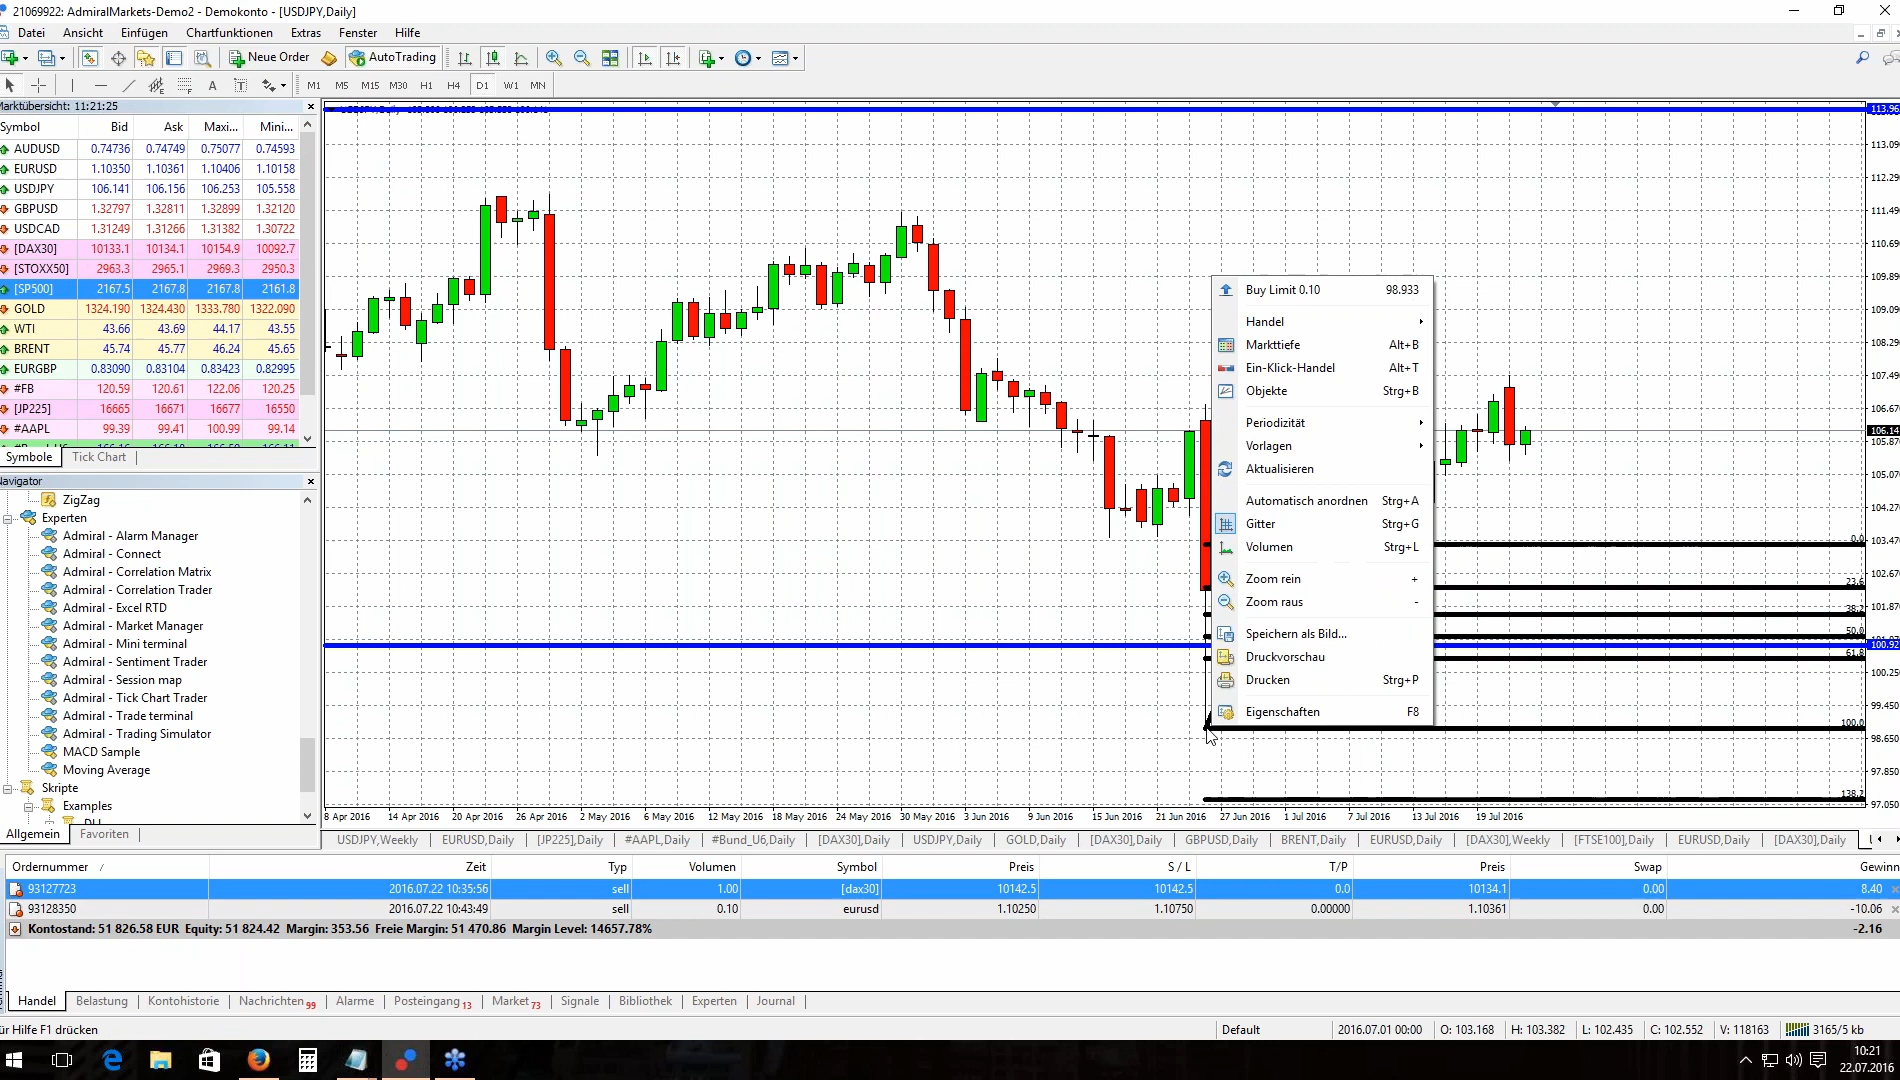 21069922: AdmiralMarkets-Demo2 - Demokonto - [USDJPY,Daily]
Datei Ansicht Einfügen Chartfunktionen Extras Fenster Hilfe
Neue Order AutoTrading
A T M1 M5 M15 M30 H1 H4 D1 W1 MN
Marktübersicht: 11:21:25
Symbol Bid Ask Maxi... Mini...
AUDUSD 0.74736 0.74749 0.75077 0.74593
EURUSD 1.10350 1.10361 1.10406 1.10158
USDJPY 106.141 106.156 106.253 105.558
GBPUSD 1.32797 1.32811 1.32899 1.32120
USDCAD 1.31249 1.31266 1.31382 1.30722
[DAX30] 10133.1 10134.1 10154.9 10092.7
[STOXX50] 2963.3 2965.1 2969.3 2950.3
[SP500] 2167.5 2167.8 2167.8 2161.8
GOLD 1324.190 1324.430 1333.780 1322.090
WTI 43.66 43.69 44.17 43.55
BRENT 45.74 45.77 46.24 45.65
EURGBP 0.83090 0.83104 0.83423 0.82995
#FB 120.59 120.61 122.06 120.25
[JP225] 16665 16671 16677 16550
#AAPL 99.39 99.41 100.99 99.14
Symbole Tick Chart
Navigator
ZigZag
Experten
Admiral - Alarm Manager
Admiral - Connect
Admiral - Correlation Matrix
Admiral - Correlation Trader
Admiral - Excel RTD
Admiral - Market Manager
Admiral - Mini terminal
Admiral - Sentiment Trader
Admiral - Session map
Admiral - Tick Chart Trader
Admiral - Trade terminal
Admiral - Trading Simulator
MACD Sample
Moving Average
Skripte
Examples
Allgemein Favoriten
Buy Limit 0.10 98.933
Handel
Markttiefe Alt+B
Ein-Klick-Handel Alt+T
Objekte Strg+B
Periodizität
Vorlagen
Aktualisieren
Automatisch anordnen Strg+A
Gitter Strg+G
Volumen Strg+L
Zoom rein +
Zoom raus -
Speichern als Bild...
Druckvorschau
Drucken Strg+P
Eigenschaften F8
113.96
113.09
112.29
111.49
110.69
109.89
109.09
108.29
107.49
106.67
106.14
105.87
105.07
104.27
103.47
102.67
101.87
100.92
100.25
99.450
98.650
97.850
97.050
0.0
23.6
38.2
50.0
61.8
100.0
138.2
8 Apr 2016 14 Apr 2016 20 Apr 2016 26 Apr 2016 2 May 2016 6 May 2016 12 May 2016 18 May 2016 24 May 2016 30 May 2016 3 Jun 2016 9 Jun 2016 15 Jun 2016 21 Jun 2016 27 Jun 2016 1 Jul 2016 7 Jul 2016 13 Jul 2016 19 Jul 2016
USDJPY,Weekly EURUSD,Daily [JP225],Daily #AAPL,Daily #Bund_U6,Daily [DAX30],Daily USDJPY,Daily GOLD,Daily [DAX30],Daily GBPUSD,Daily BRENT,Daily EURUSD,Daily [DAX30],Weekly [FTSE100],Daily EURUSD,Daily [DAX30],Daily
Ordernummer / Zeit Typ Volumen Symbol Preis S / L T/P Preis Swap Gewinn
93127723 2016.07.22 10:35:56 sell 1.00 [dax30] 10142.5 10142.5 0.0 10134.1 0.00 8.40
93128350 2016.07.22 10:43:49 sell 0.10 eurusd 1.10250 1.10750 0.00000 1.10361 0.00 -10.06
Kontostand: 51 826.58 EUR Equity: 51 824.42 Margin: 353.56 Freie Margin: 51 470.86 Margin Level: 14657.78% -2.16
Handel Belastung Kontohistorie Nachrichten 99 Alarme Posteingang 13 Market 73 Signale Bibliothek Experten Journal
ür Hilfe F1 drücken Default 2016.07.01 00:00 O: 103.168 H: 103.382 L: 102.435 C: 102.552 V: 118163 3165/5 kb
10:21
22.07.2016